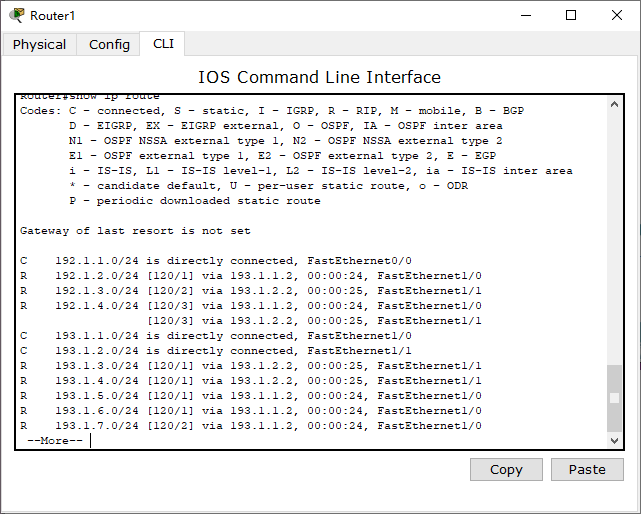 Router1
Physical Config CLI
IOS Command Line Interface
Router#show ip route
Codes: C - connected, S - static, I - IGRP, R - RIP, M - mobile, B - BGP
D - EIGRP, EX - EIGRP external, O - OSPF, IA - OSPF inter area
N1 - OSPF NSSA external type 1, N2 - OSPF NSSA external type 2
E1 - OSPF external type 1, E2 - OSPF external type 2, E - EGP
i - IS-IS, L1 - IS-IS level-1, L2 - IS-IS level-2, ia - IS-IS inter area
* - candidate default, U - per-user static route, o - ODR
P - periodic downloaded static route
Gateway of last resort is not set
C 192.1.1.0/24 is directly connected, FastEthernet0/0
R 192.1.2.0/24 [120/1] via 193.1.1.2, 00:00:24, FastEthernet1/0
R 192.1.3.0/24 [120/2] via 193.1.2.2, 00:00:25, FastEthernet1/1
R 192.1.4.0/24 [120/3] via 193.1.1.2, 00:00:24, FastEthernet1/0
[120/3] via 193.1.2.2, 00:00:25, FastEthernet1/1
C 193.1.1.0/24 is directly connected, FastEthernet1/0
C 193.1.2.0/24 is directly connected, FastEthernet1/1
R 193.1.3.0/24 [120/1] via 193.1.2.2, 00:00:25, FastEthernet1/1
R 193.1.4.0/24 [120/1] via 193.1.2.2, 00:00:25, FastEthernet1/1
R 193.1.5.0/24 [120/1] via 193.1.1.2, 00:00:24, FastEthernet1/0
R 193.1.6.0/24 [120/1] via 193.1.1.2, 00:00:24, FastEthernet1/0
R 193.1.7.0/24 [120/2] via 193.1.1.2, 00:00:24, FastEthernet1/0
--More--
Copy Paste